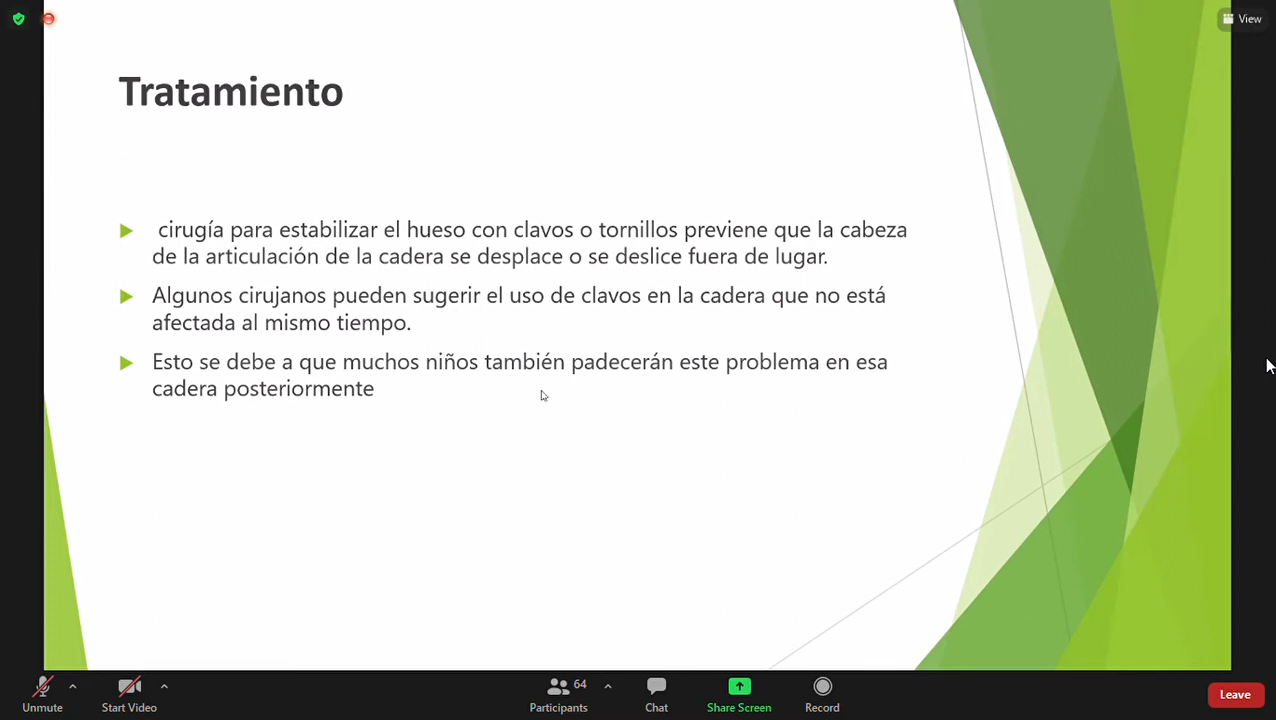 View
Tratamiento
cirugía para estabilizar el hueso con clavos o tornillos previene que la cabeza
de la articulación de la cadera se desplace o se deslice fuera de lugar.
Algunos cirujanos pueden sugerir el uso de clavos en la cadera que no está
afectada al mismo tiempo.
Esto se debe a que muchos niños también padecerán este problema en esa
cadera posteriormente
Unmute
Start Video
64
Participants
Chat
Share Screen
Record
Leave